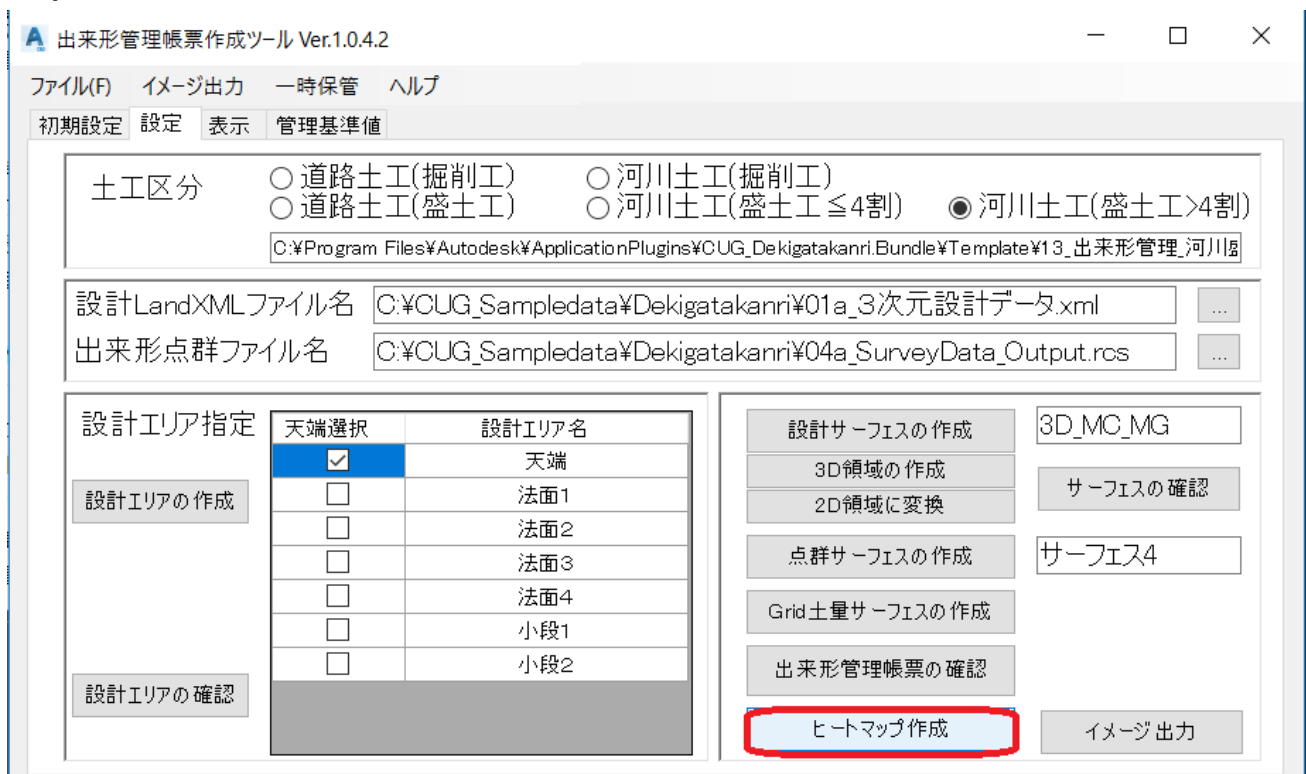 出来形管理帳票作成ツール Ver.1.0.4.2
ファイル(F) イメージ出力 一時保管 ヘルプ
初期設定 設定 表示 管理基準値
土工区分
道路土工(掘削工) 河川土工(掘削工)
道路土工(盛土工) 河川土工(盛土工≦4割) 河川土工(盛土工>4割)
C:¥Program Files¥Autodesk¥ApplicationPlugins¥CUG_Dekigatakanri.Bundle¥Template¥13_出来形管理_河川
設計LandXMLファイル名 C:¥CUG_Sampledata¥Dekigatakanri¥01a_3次元設計データ.xml ...
出来形点群ファイル名 C:¥CUG_Sampledata¥Dekigatakanri¥04a_SurveyData_Output.rcs ...
設計エリア指定
設計エリアの作成
設計エリアの確認
天端選択 設計エリア名
天端
法面1
法面2
法面3
法面4
小段1
小段2
設計サーフェスの作成 3D_MC_MG
3D領域の作成
2D領域に変換
サーフェスの確認
点群サーフェスの作成 サーフェス4
Grid土量サーフェスの作成
出来形管理帳票の確認
ヒートマップ作成 イメージ出力